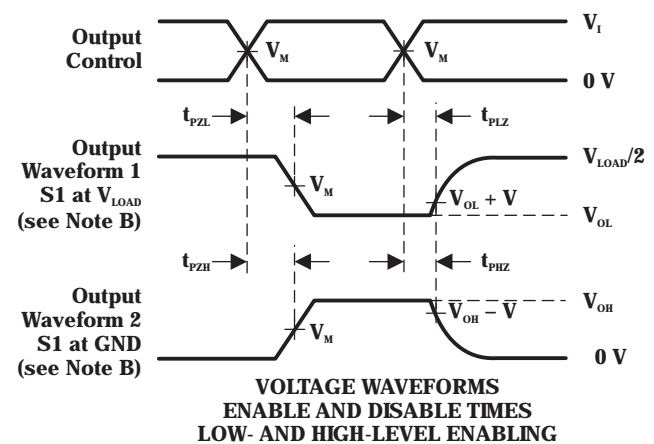 Output
Control
V_M
V_M
V_I
0 V
t_PZL
t_PLZ
Output
Waveform 1
S1 at V_LOAD
(see Note B)
V_M
V_OL + V
V_LOAD/2
V_OL
t_PZH
t_PHZ
Output
Waveform 2
S1 at GND
(see Note B)
V_M
V_OH − V
V_OH
0 V
VOLTAGE WAVEFORMS
ENABLE AND DISABLE TIMES
LOW- AND HIGH-LEVEL ENABLING